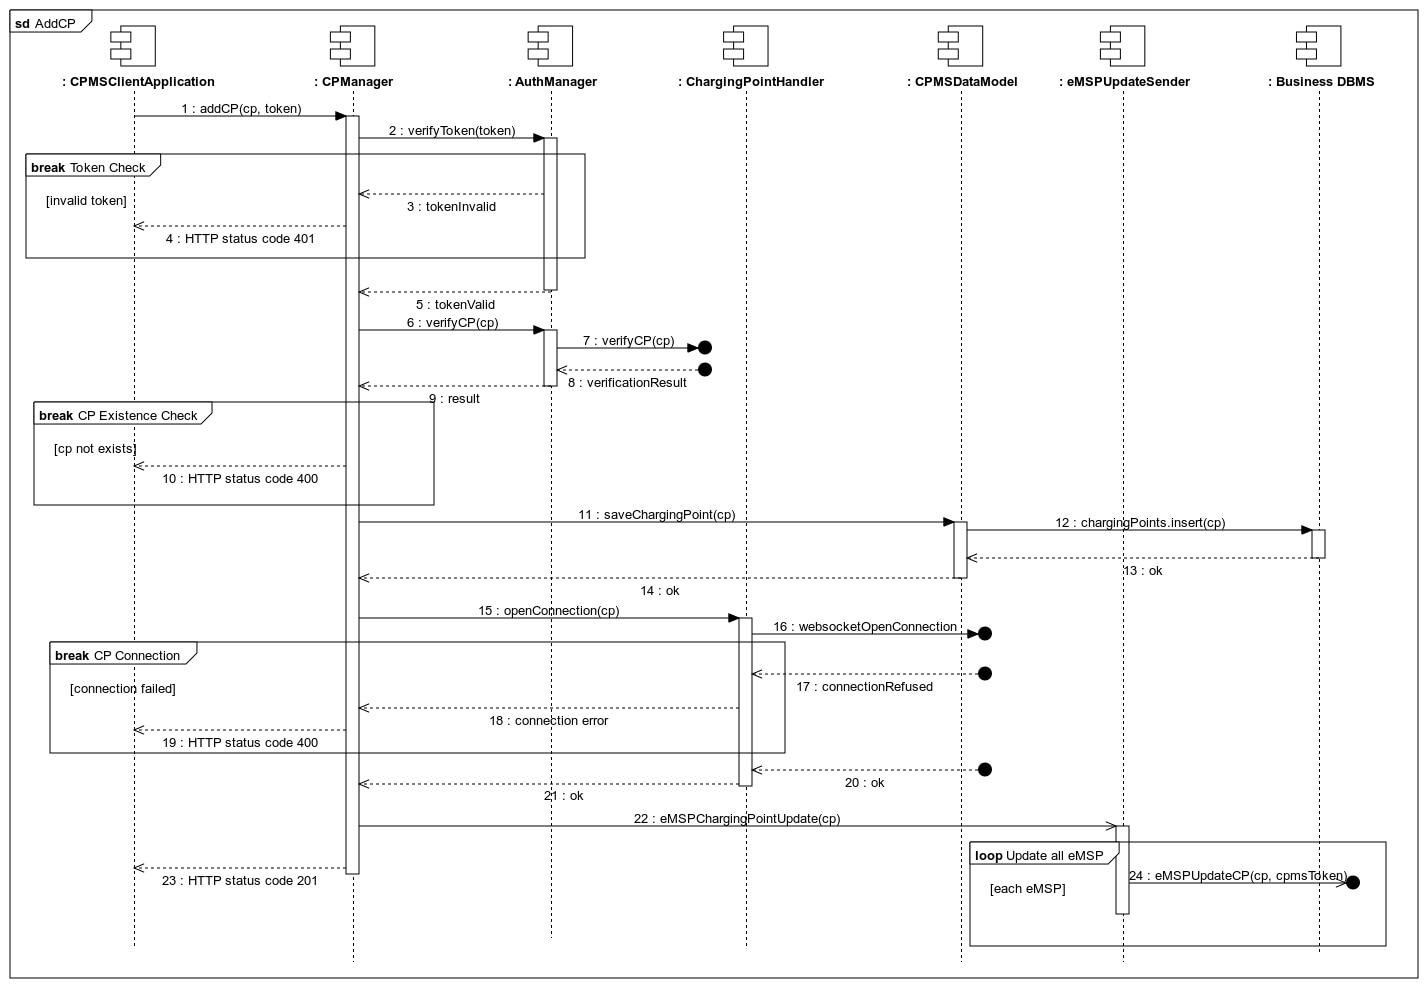 sd AddCP
: CPMSClientApplication
: CPManager
: AuthManager
: ChargingPointHandler
: CPMSDataModel
: eMSPUpdateSender
: Business DBMS
1 : addCP(cp, token)
2 : verifyToken(token)
break Token Check
[invalid token]
3 : tokenInvalid
4 : HTTP status code 401
5 : tokenValid
6 : verifyCP(cp)
7 : verifyCP(cp)
8 : verificationResult
9 : result
break CP Existence Check
[cp not exists]
10 : HTTP status code 400
11 : saveChargingPoint(cp)
12 : chargingPoints.insert(cp)
13 : ok
14 : ok
15 : openConnection(cp)
16 : websocketOpenConnection
break CP Connection
[connection failed]
17 : connectionRefused
18 : connection error
19 : HTTP status code 400
20 : ok
21 : ok
22 : eMSPChargingPointUpdate(cp)
loop Update all eMSP
23 : HTTP status code 201
24 : eMSPUpdateCP(cp, cpmsToken)
[each eMSP]